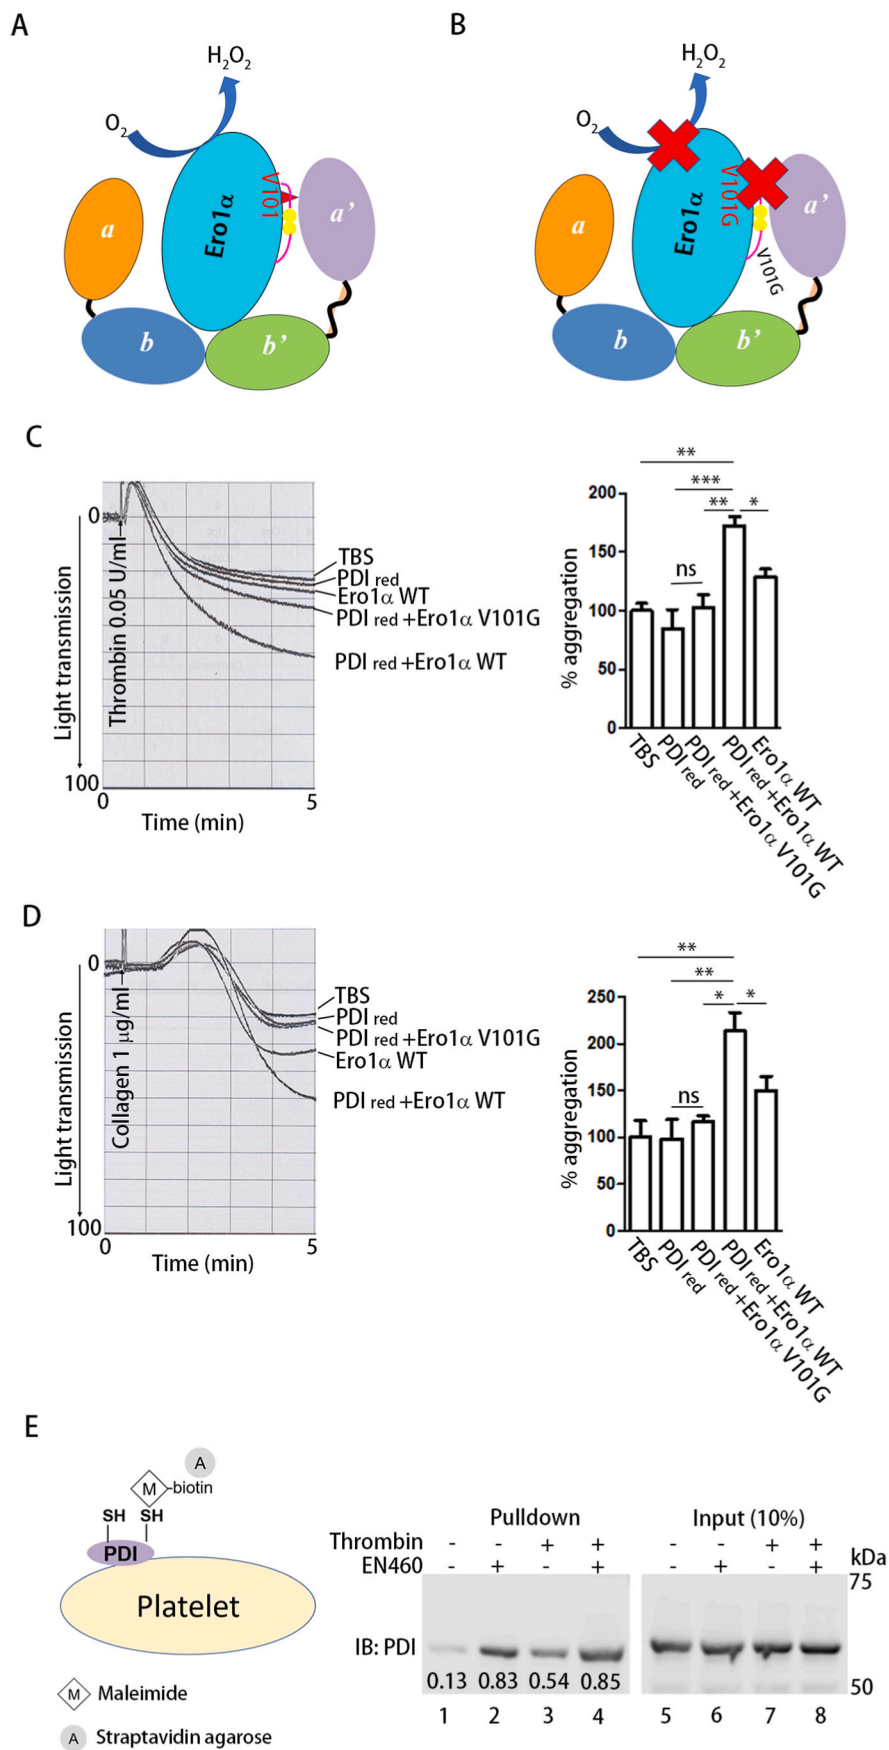 A
H2O2
O2
a
Ero1α
V101
a’
b
b’
B
H2O2
O2
a
Ero1α
V101G
a’
V101G
b
b’
C
Light transmission
0
100
Thrombin 0.05 U/ml
TBS
PDI red
Ero1α WT
PDI red +Ero1α V101G
PDI red +Ero1α WT
0
5
Time (min)
% aggregation
200
150
100
50
0
**
***
**
*
ns
TBS
PDI red
PDI red +Ero1α V101G
PDI red +Ero1α WT
Ero1α WT
D
Light transmission
0
100
Collagen 1 µg/ml
TBS
PDI red
PDI red +Ero1α V101G
Ero1α WT
PDI red +Ero1α WT
0
5
Time (min)
% aggregation
250
200
150
100
50
0
**
**
*
*
ns
TBS
PDI red
PDI red +Ero1α V101G
PDI red +Ero1α WT
Ero1α WT
E
A
M -biotin
SH SH
PDI
Platelet
M Maleimide
A Straptavidin agarose
Pulldown Input (10%)
Thrombin - - + + - - + +
EN460 - + - + - + - +
kDa
75
IB: PDI
0.13 0.83 0.54 0.85
50
1 2 3 4 5 6 7 8